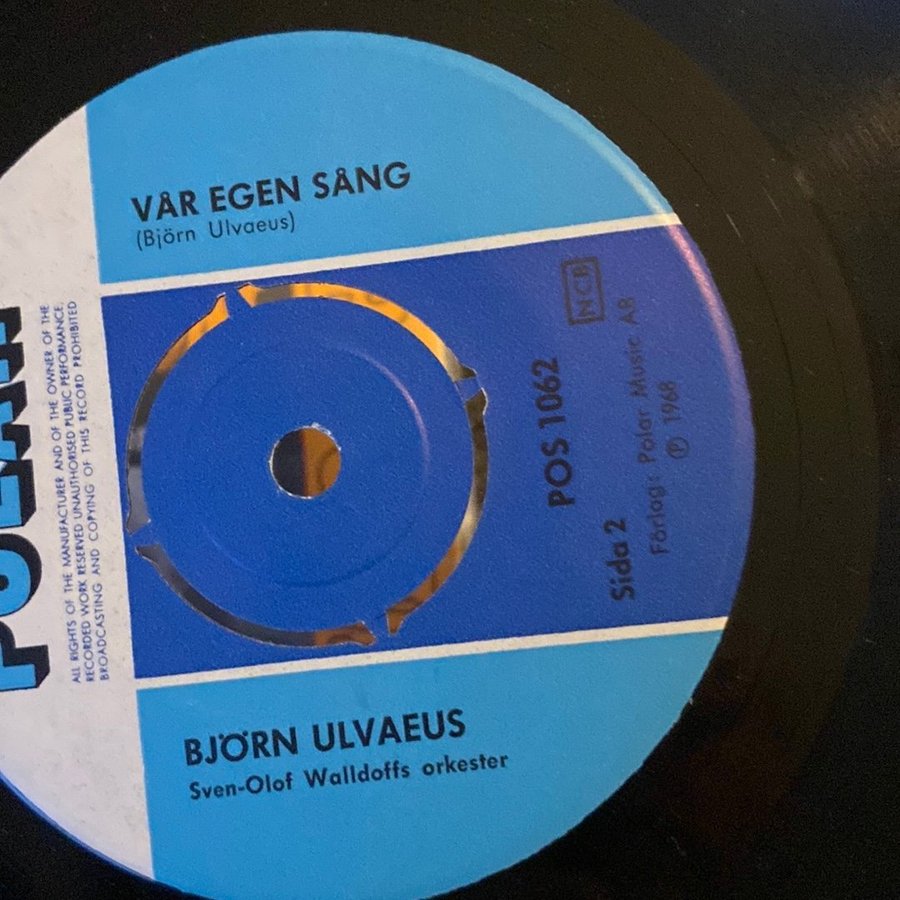 VÅR EGEN SÅNG
(Björn Ulvaeus)
POLAR
ALL RIGHTS OF THE MANUFACTURER AND OF THE OWNER OF THE
RECORDED WORK RESERVED UNAUTHORISED PUBLIC PERFORMANCE,
BROADCASTING AND COPYING OF THIS RECORD PROHIBITED
NCB
POS 1062
Sida 2
Förlag: Polar Music AB
℗ 1968
BJÖRN ULVAEUS
Sven-Olof Walldoffs orkester